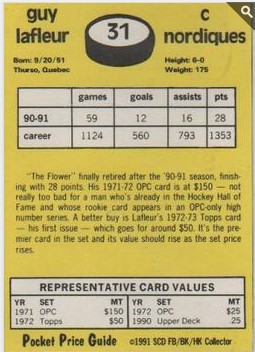 guy
lafleur
31
c
nordiques
Born: 9/20/51
Thurso, Quebec
Height: 6-0
Weight: 175
games goals assists pts
90-91 59 12 16 28
career 1124 560 793 1353
"The Flower" finally retired after the '90-91 season, finish-
ing with 28 points. His 1971-72 OPC card is at $150 — not
really too bad for a man who's already in the Hockey Hall of
Fame and whose rookie card appears in an OPC-only high
number series. A better buy is Lafleur's 1972-73 Topps card
— his first issue — which goes for around $50. It's the pre-
mier card in the set and its value should rise as the set price
rises.
REPRESENTATIVE CARD VALUES
YR SET MT YR SET MT
1971 OPC $150 1972 OPC $25
1972 Topps $50 1990 Upper Deck .25
Pocket Price Guide ©1991 SCD FB/BK/HK Collector